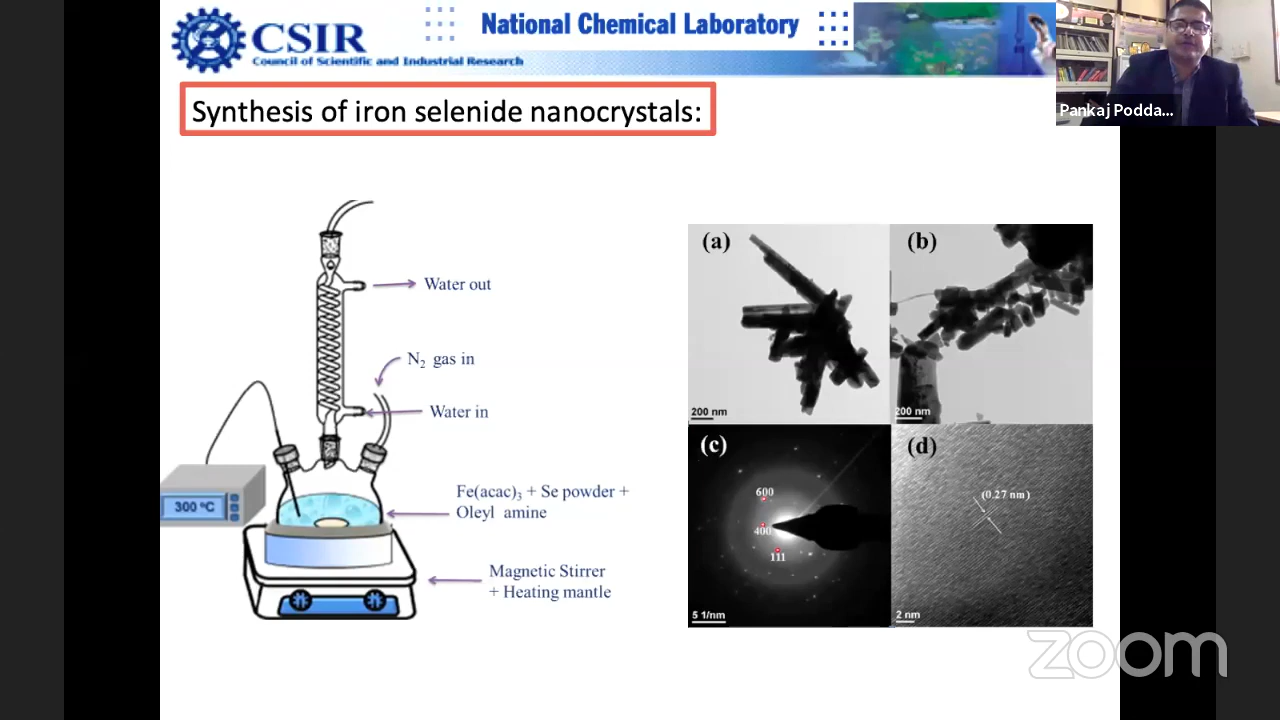 CSIR
Council of Scientific and Industrial Research
National Chemical Laboratory
Pankaj Podda...
Synthesis of iron selenide nanocrystals:
Water out
N₂ gas in
Water in
300 ºC
Fe(acac)₃ + Se powder +
Oleyl amine
Magnetic Stirrer
+ Heating mantle
(a)
200 nm
(b)
200 nm
(c)
600
400
111
5 1/nm
(d)
(0.27 nm)
2 nm
zoom